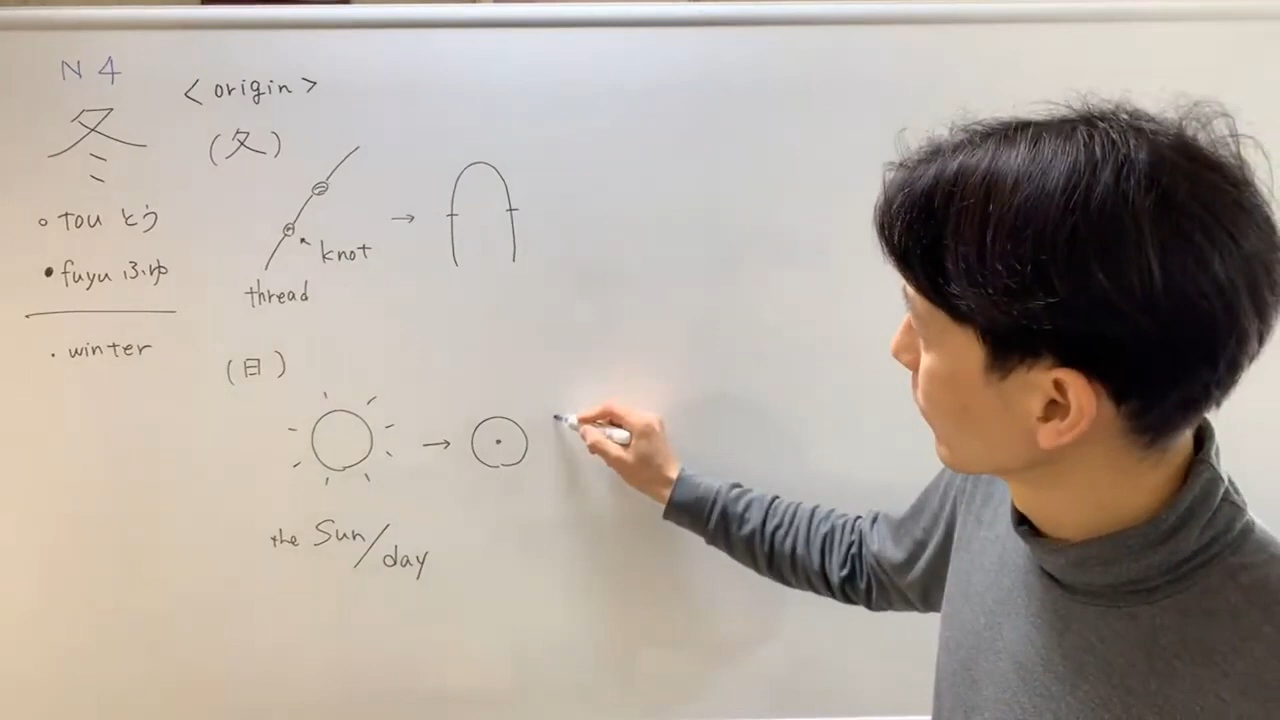 N4
冬
○ tou とう
● fuyu ふゆ
. winter
<origin>
(夂)
knot
thread
(日)
the Sun/day